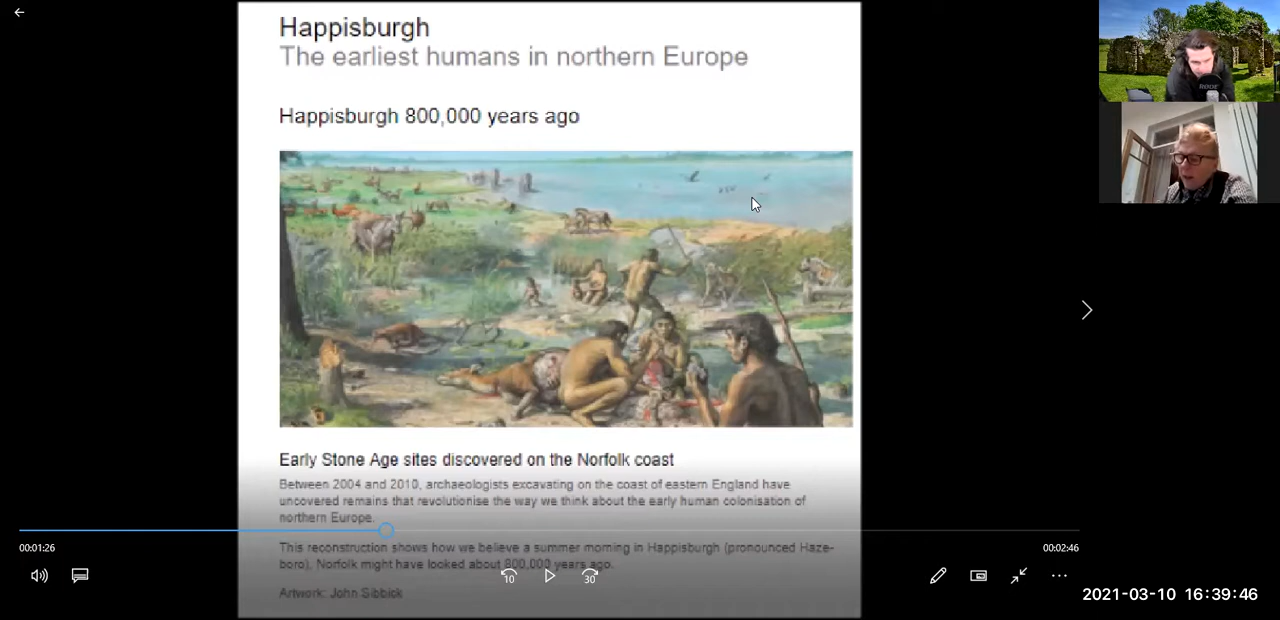 Happisburgh
The earliest humans in northern Europe
Happisburgh 800,000 years ago
Early Stone Age sites discovered on the Norfolk coast
Between 2004 and 2010, archaeologists excavating on the coast of eastern England have
uncovered remains that revolutionise the way we think about the early human colonisation of
northern Europe.
This reconstruction shows how we believe a summer morning in Happisburgh (pronounced Haze-
boro), Norfolk might have looked about 800,000 years ago.
Artwork: John Sibbick
00:01:26
00:02:46
10
30
2021-03-10 16:39:46
RODE